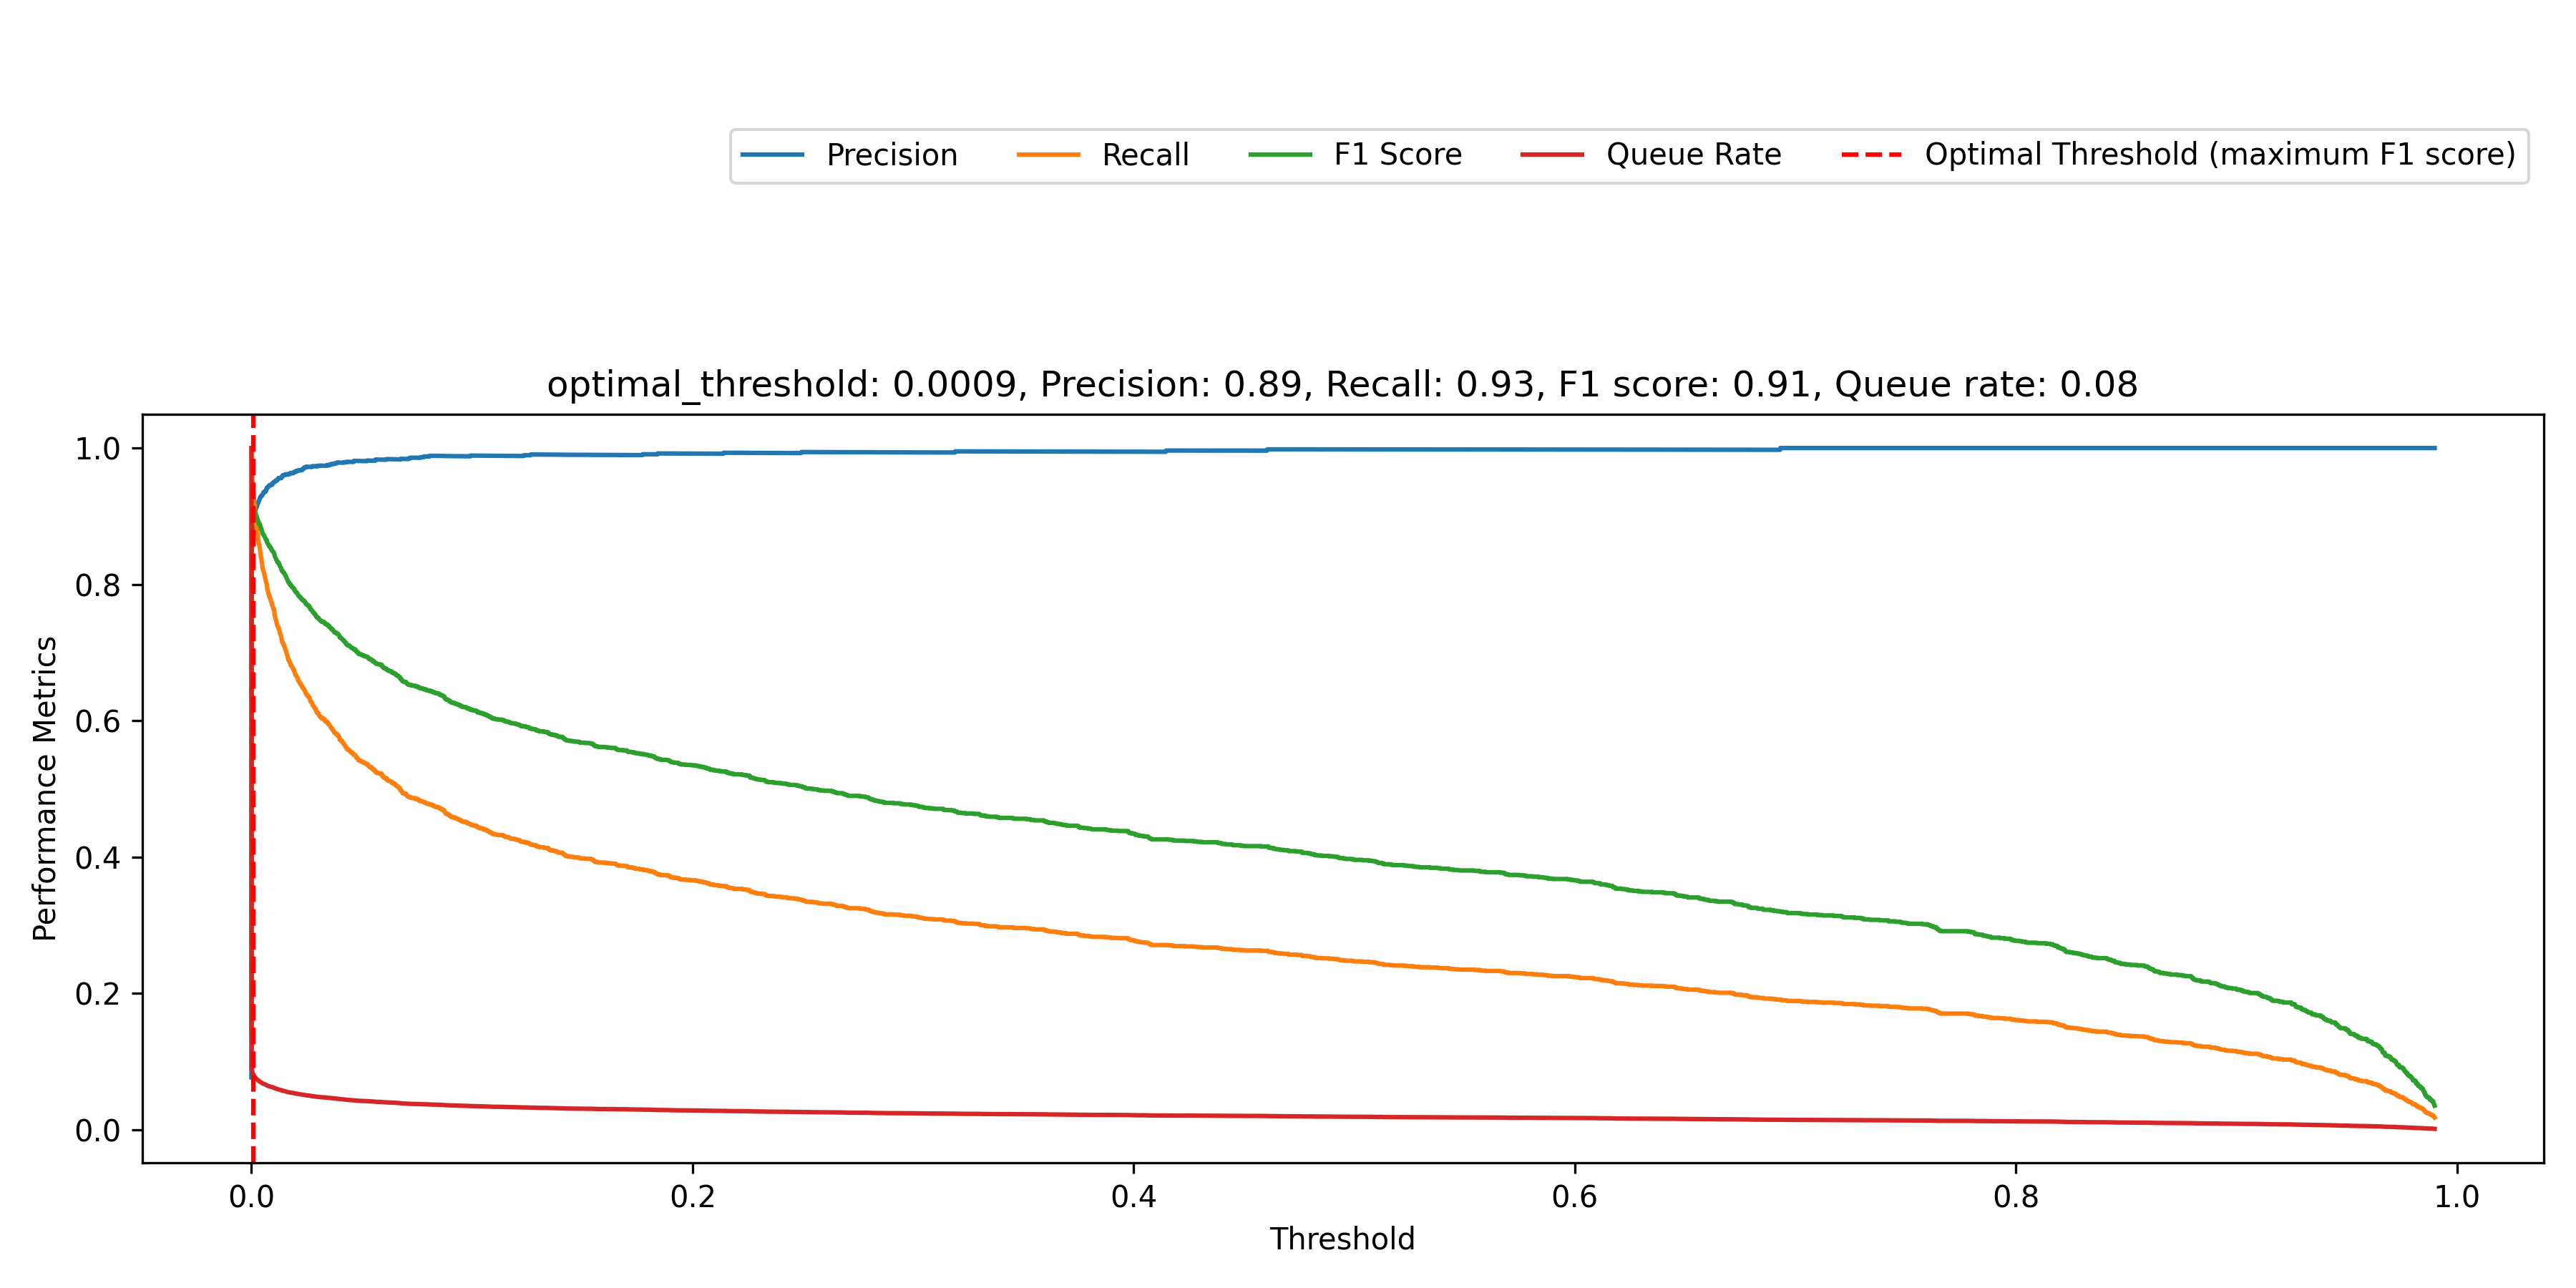 Precision Recall F1 Score Queue Rate Optimal Threshold (maximum F1 score)
optimal_threshold: 0.0009, Precision: 0.89, Recall: 0.93, F1 score: 0.91, Queue rate: 0.08
Performance Metrics
1.0
0.8
0.6
0.4
0.2
0.0
0.0 0.2 0.4 0.6 0.8 1.0
Threshold